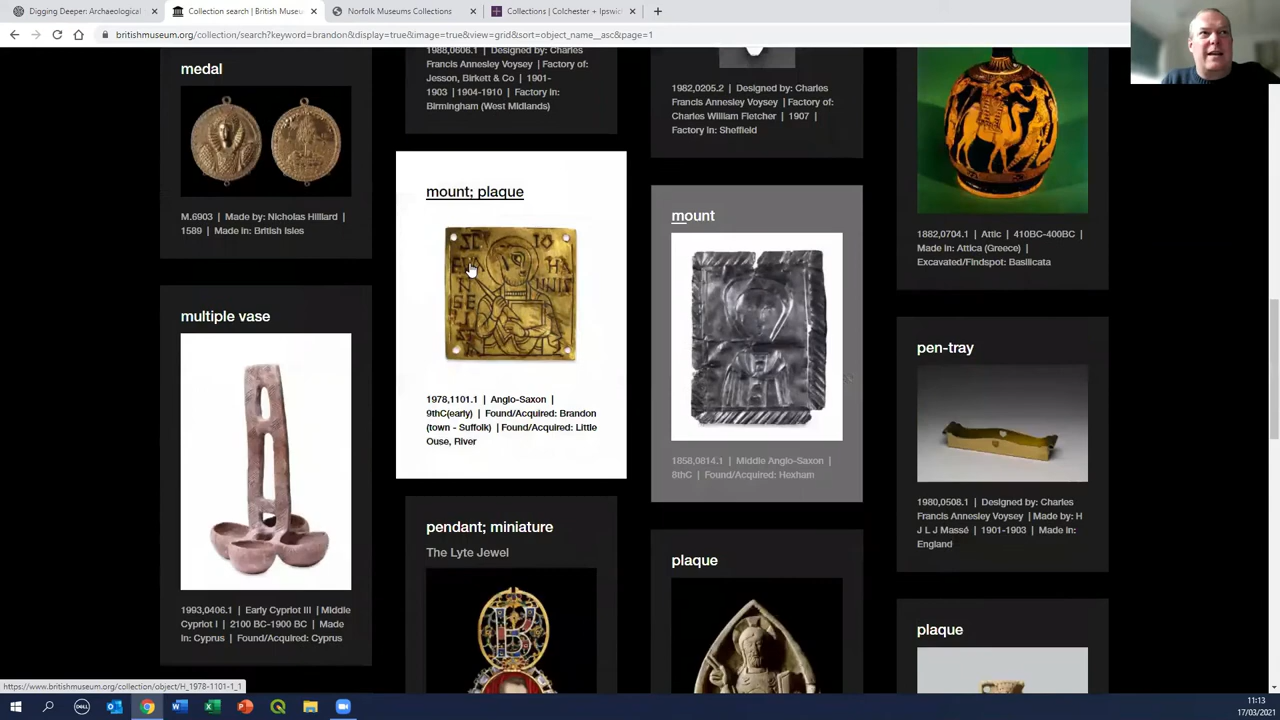 Digging Deeper: Archaeological
Collection search | British Museu
Norfolk Museums Collections
Collections | Colchester + Ipswic
britishmuseum.org/collection/search?keyword=brandon&display=true&image=true&view=grid&sort=object_name__asc&page=1
medal
M.6903 | Made by: Nicholas Hilliard |
1589 | Made in: British Isles
multiple vase
1993,0406.1 | Early Cypriot III | Middle
Cypriot I | 2100 BC-1900 BC | Made
in: Cyprus | Found/Acquired: Cyprus
1988,0606.1 | Designed by: Charles
Francis Annesley Voysey | Factory of:
Jesson, Birkett & Co | 1901-
1903 | 1904-1910 | Factory in:
Birmingham (West Midlands)
mount; plaque
1978,1101.1 | Anglo-Saxon |
9thC(early) | Found/Acquired: Brandon
(town - Suffolk) | Found/Acquired: Little
Ouse, River
pendant; miniature
The Lyte Jewel
1982,0205.2 | Designed by: Charles
Francis Annesley Voysey | Factory of:
Charles William Fletcher | 1907 |
Factory in: Sheffield
mount
1858,0814.1 | Middle Anglo-Saxon |
8thC | Found/Acquired: Hexham
plaque
1882,0704.1 | Attic | 410BC-400BC |
Made in: Attica (Greece) |
Excavated/Findspot: Basilicata
pen-tray
1980,0508.1 | Designed by: Charles
Francis Annesley Voysey | Made by: H
J L J Massé | 1901-1903 | Made in:
England
plaque
https://www.britishmuseum.org/collection/object/H_1978-1101-1_1
DELL
11:13
17/03/2021